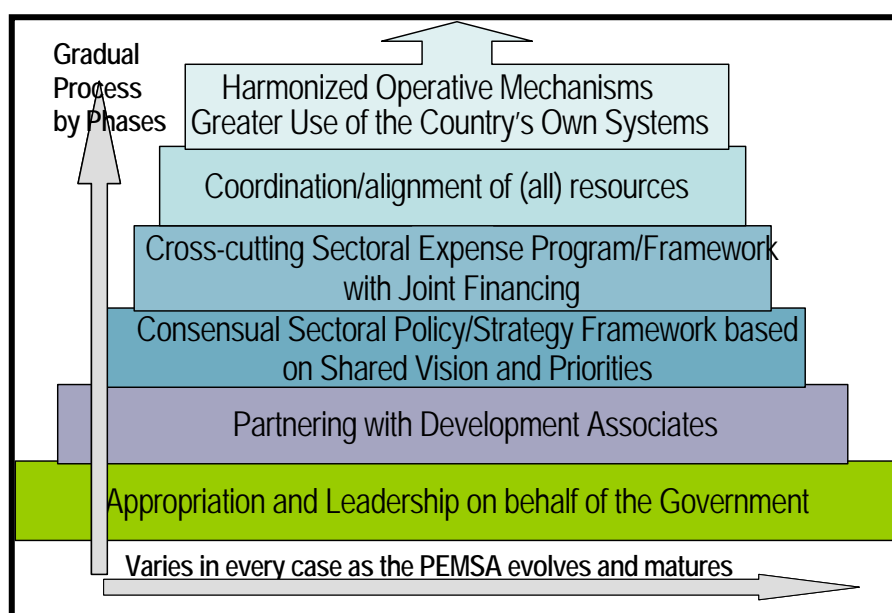 Gradual
Process
by Phases
Harmonized Operative Mechanisms
Greater Use of the Country's Own Systems
Coordination/alignment of (all) resources
Cross-cutting Sectoral Expense Program/Framework
with Joint Financing
Consensual Sectoral Policy/Strategy Framework based
on Shared Vision and Priorities
Partnering with Development Associates
Appropriation and Leadership on behalf of the Government
Varies in every case as the PEMSA evolves and matures